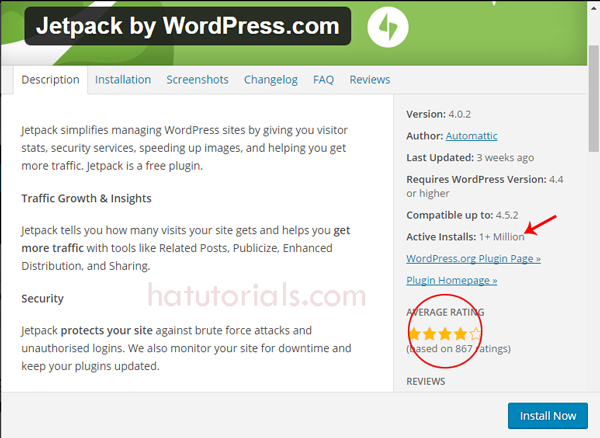 Jetpack by WordPress.com
Description Installation Screenshots Changelog FAQ Reviews
Jetpack simplifies managing WordPress sites by giving you visitor
stats, security services, speeding up images, and helping you get
more traffic. Jetpack is a free plugin.
Traffic Growth & Insights
Jetpack tells you how many visits your site gets and helps you get
more traffic with tools like Related Posts, Publicize, Enhanced
Distribution, and Sharing.
Security
hatutorials.com
Jetpack protects your site against brute force attacks and
unauthorised logins. We also monitor your site for downtime and
keep your plugins updated.
Version: 4.0.2
Author: Automattic
Last Updated: 3 weeks ago
Requires WordPress Version: 4.4
or higher
Compatible up to: 4.5.2
Active Installs: 1+ Million
WordPress.org Plugin Page »
Plugin Homepage »
AVERAGE RATING
(based on 867 ratings)
REVIEWS
Install Now